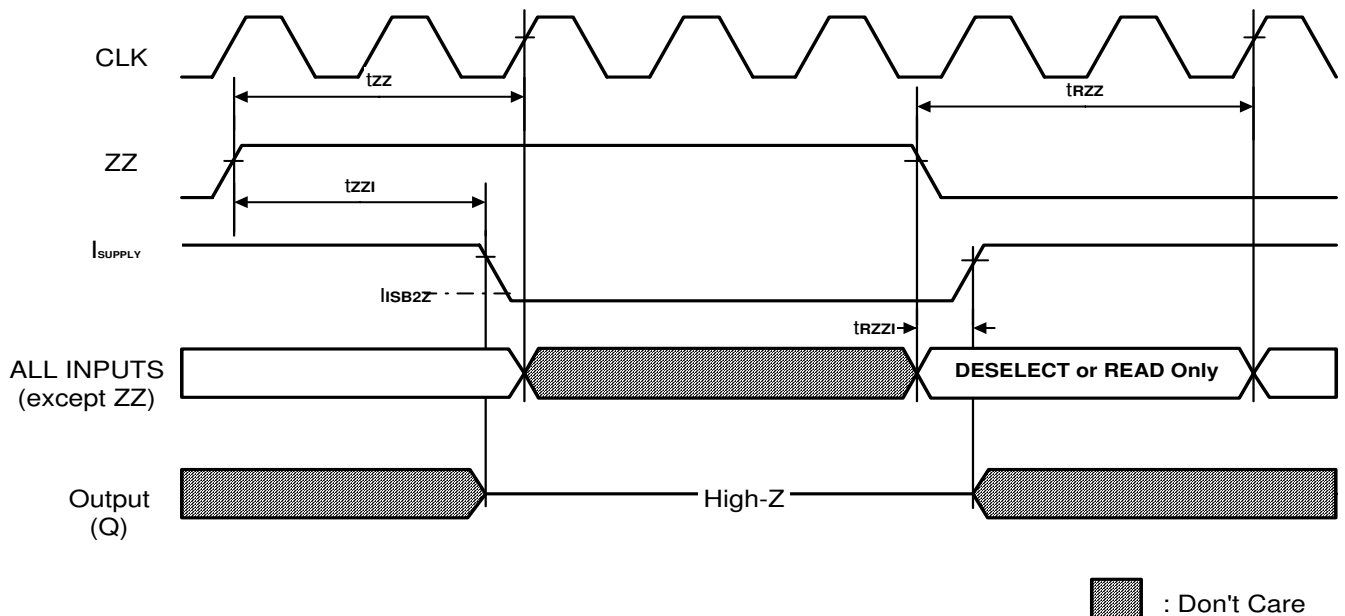 CLK
tZZ
tRZZ
ZZ
tZZI
ISUPPLY
IISB2Z
tRZZI
ALL INPUTS
(except ZZ)
DESELECT or READ Only
Output
(Q)
High-Z
: Don't Care